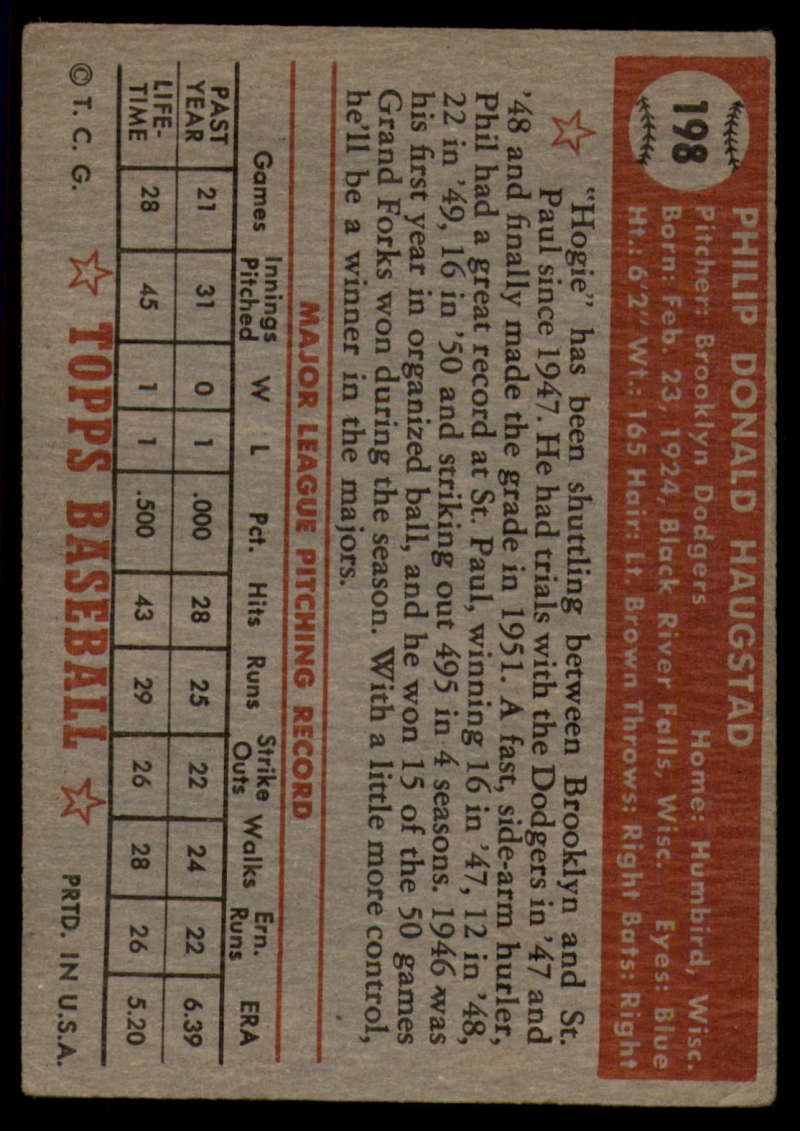 198
PHILIP DONALD HAUGSTAD
Pitcher: Brooklyn Dodgers Home: Humbird, Wisc.
Born: Feb. 23, 1924, Black River Falls, Wisc. Eyes: Blue
Ht.: 6'2" Wt.: 165 Hair: Lt. Brown Throws: Right Bats: Right
"Hogie" has been shuttling between Brooklyn and St.
Paul since 1947. He had trials with the Dodgers in '47 and
'48 and finally made the grade in 1951. A fast, side-arm hurler,
Phil had a great record at St. Paul, winning 16 in '47, 12 in '48,
22 in '49, 16 in '50 and striking out 495 in 4 seasons. 1946 was
his first year in organized ball, and he won 15 of the 50 games
Grand Forks won during the season. With a little more control,
he'll be a winner in the majors.
MAJOR LEAGUE PITCHING RECORD
Games Innings Pitched W L Pct. Hits Runs Strike Outs Walks Ern. Runs ERA
PAST YEAR 21 31 0 1 .000 28 25 22 24 22 6.39
LIFE-TIME 28 45 1 1 .500 43 29 26 28 26 5.20
© T. C. G. TOPPS BASEBALL PRTD. IN U.S.A.